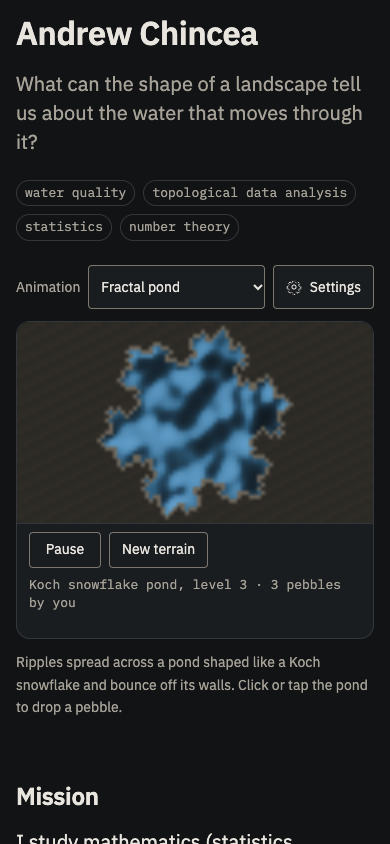 Andrew Chincea
What can the shape of a landscape tell
us about the water that moves through
it?
water quality
topological data analysis
statistics
number theory
Animation
Fractal pond
Settings
Pause
New terrain
Koch snowflake pond, level 3 · 3 pebbles
by you
Ripples spread across a pond shaped like a Koch
snowflake and bounce off its walls. Click or tap the pond
to drop a pebble.
Mission
I study mathematics (statistics,